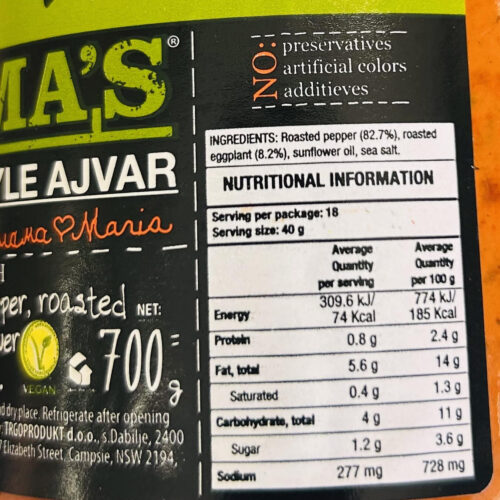 MA'S®
YLE AJVAR
Mama Maria
per, roasted NET:
700 g
VEGAN
d dry place. Refrigerate after opening
TRGOPRODUKT d.o.o., s.Dabilje, 2400
7 Elizabeth Street, Campsie, NSW 2194,
NO: preservatives
artificial colors
additieves
INGREDIENTS: Roasted pepper (82.7%), roasted
eggplant (8.2%), sunflower oil, sea salt.
NUTRITIONAL INFORMATION
Serving per package: 18
Serving size: 40 g
Average Quantity per serving Average Quantity per 100 g
Energy 309.6 kJ/ 74 Kcal 774 kJ/ 185 Kcal
Protein 0.8 g 2.4 g
Fat, total 5.6 g 14 g
Saturated 0.4 g 1.3 g
Carbohydrate, total 4 g 11 g
Sugar 1.2 g 3.6 g
Sodium 277 mg 728 mg